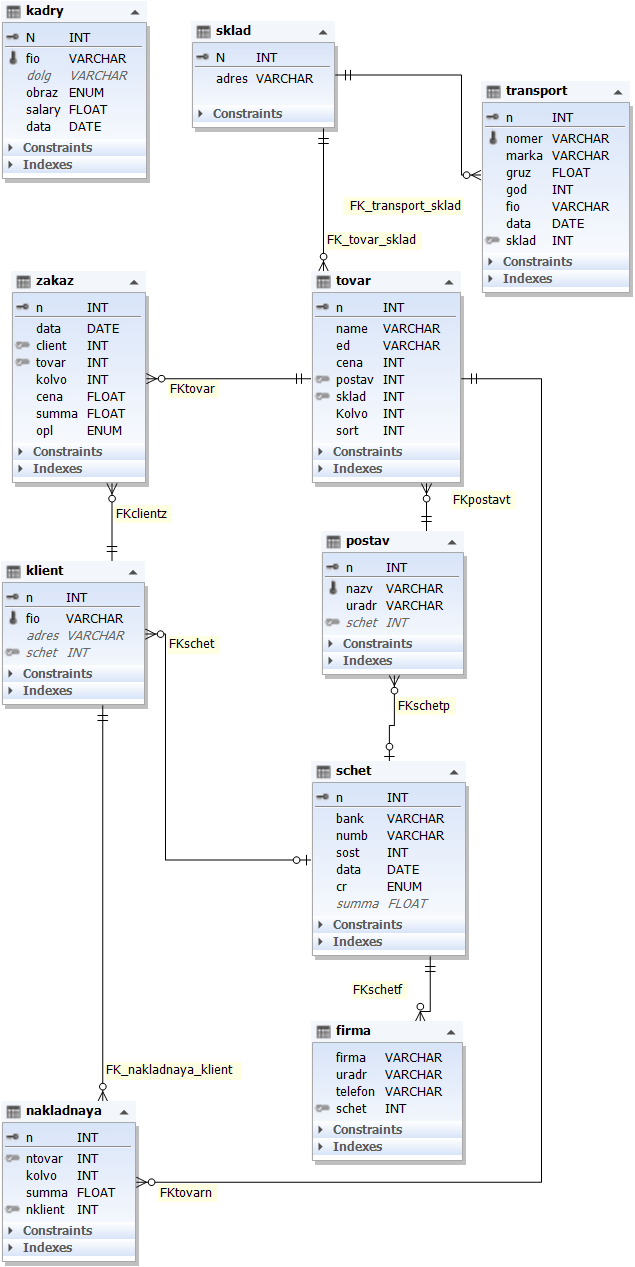 kadry
N INT
fio VARCHAR
dolg VARCHAR
obraz ENUM
salary FLOAT
data DATE
Constraints
Indexes
sklad
N INT
adres VARCHAR
Constraints
transport
n INT
nomer VARCHAR
marka VARCHAR
gruz FLOAT
god INT
fio VARCHAR
data DATE
sklad INT
Constraints
Indexes
FK_transport_sklad
FK_tovar_sklad
zakaz
n INT
data DATE
client INT
tovar INT
kolvo INT
cena FLOAT
summa FLOAT
opl ENUM
Constraints
Indexes
FKtovar
tovar
n INT
name VARCHAR
ed VARCHAR
cena INT
postav INT
sklad INT
Kolvo INT
sort INT
Constraints
Indexes
FKclientz
FKpostavt
klient
n INT
fio VARCHAR
adres VARCHAR
schet INT
Constraints
Indexes
FKschet
postav
n INT
nazv VARCHAR
uradr VARCHAR
schet INT
Constraints
Indexes
FKschetp
schet
n INT
bank VARCHAR
numb VARCHAR
sost INT
data DATE
cr ENUM
summa FLOAT
Constraints
Indexes
FKschetf
firma
firma VARCHAR
uradr VARCHAR
telefon VARCHAR
schet INT
Constraints
Indexes
FK_nakladnaya_klient
nakladnaya
n INT
ntovar INT
kolvo INT
summa FLOAT
nklient INT
Constraints
Indexes
FKtovarn